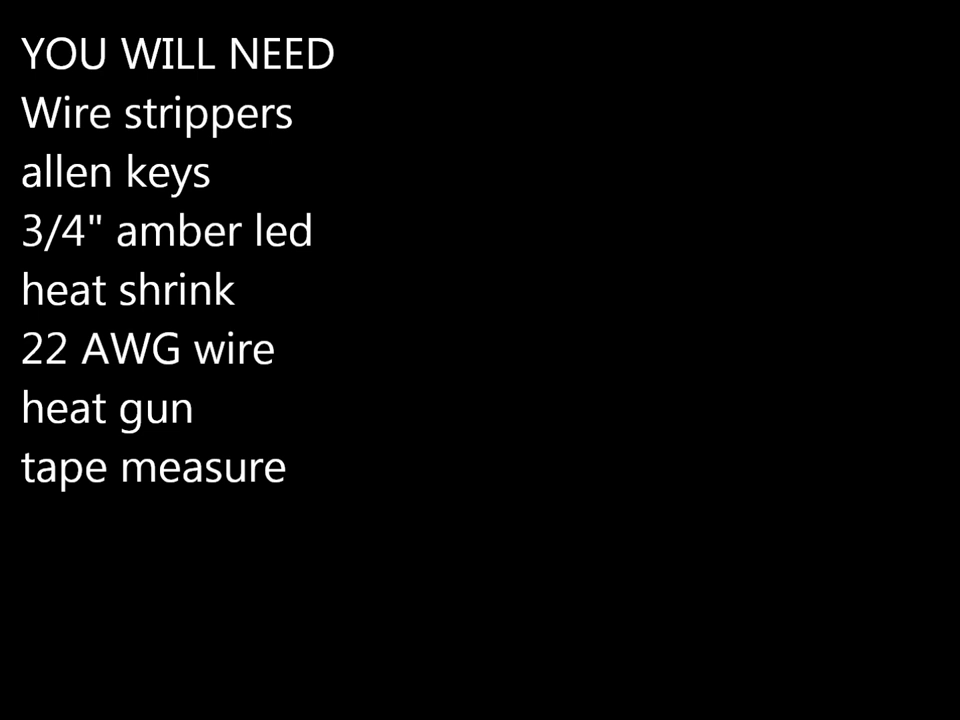 YOU WILL NEED
Wire strippers
allen keys
3/4" amber led
heat shrink
22 AWG wire
heat gun
tape measure